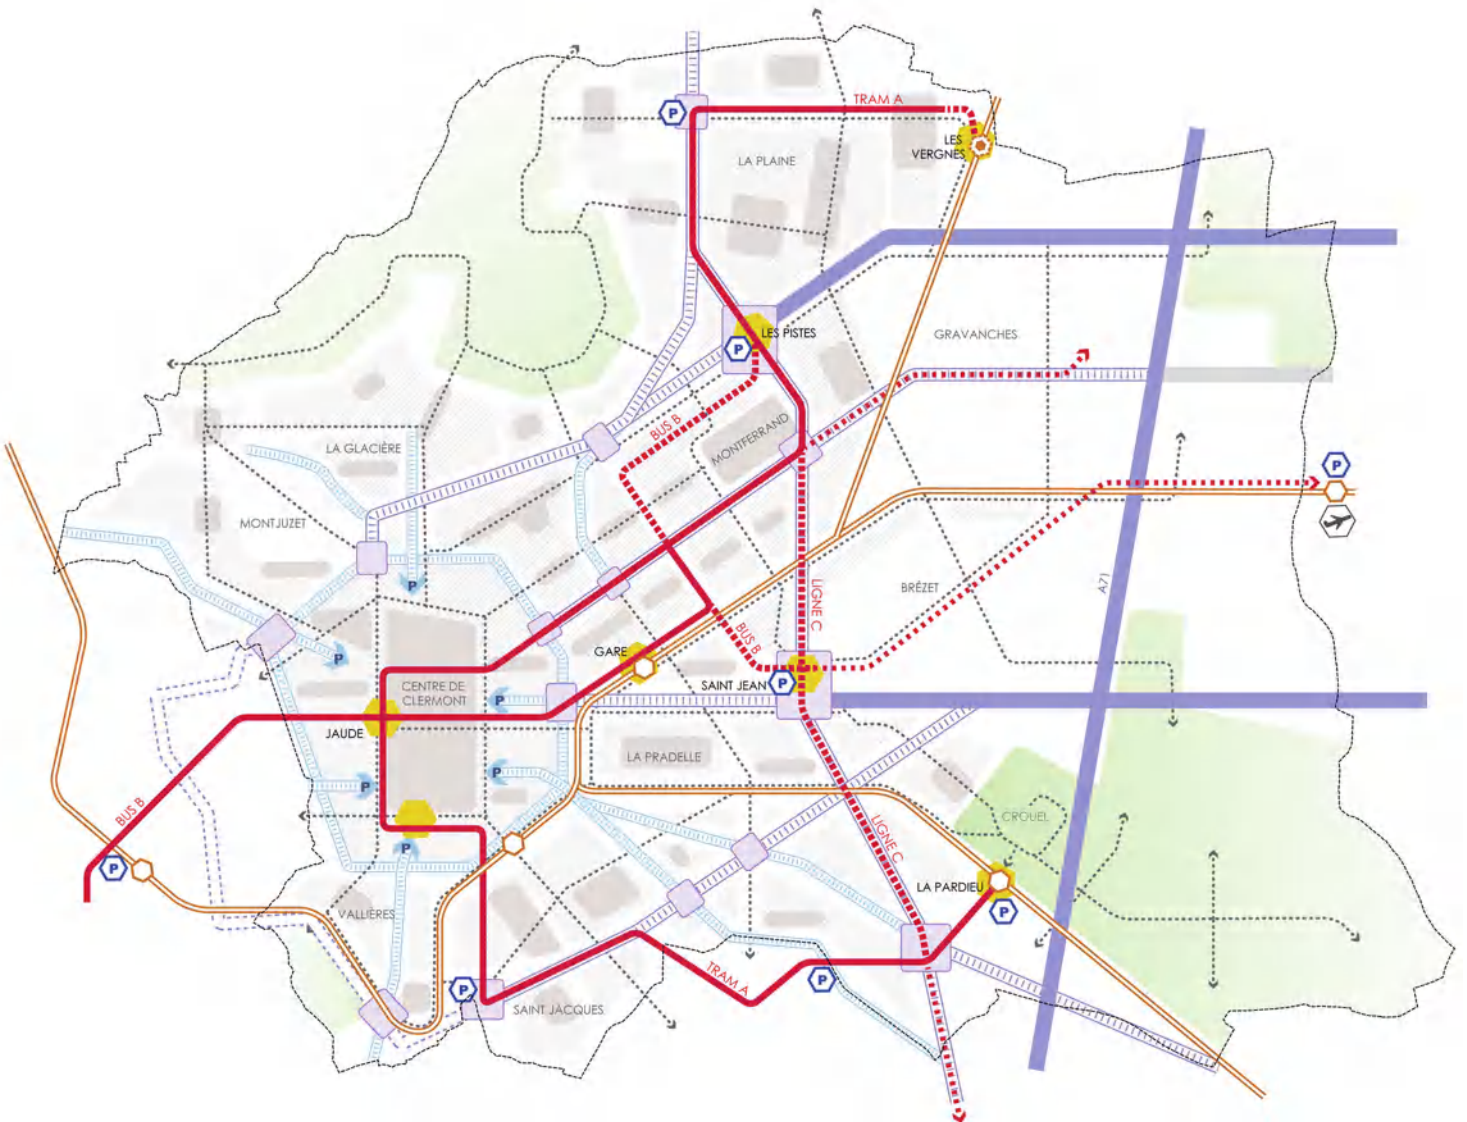 P
TRAM A
LES
VERGNES
LA PLAINE
LES PISTES
P
GRAVANCHES
BUS B
MONTFERRAND
LA GLACIÈRE
P
MONTJUZET
P
BRÉZET
A71
LIGNE C
BUS B
P
GARE
SAINT JEAN
P
CENTRE DE
CLERMONT
P
JAUDE
LA PRADELLE
P
P
BUS B
CROUEL
LIGNE C
P
P
LA PARDIEU
P
VALLIÈRES
TRAM A
P
P
SAINT JACQUES